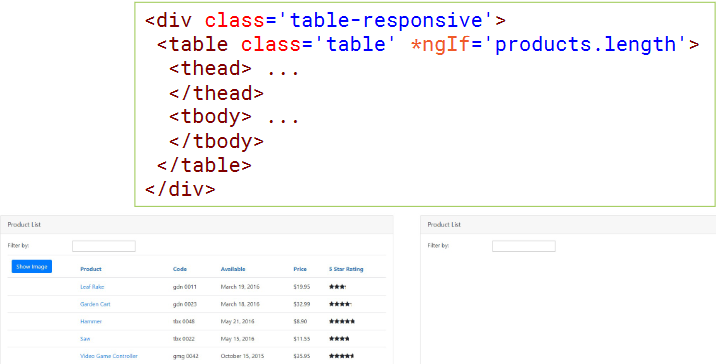 <div class='table-responsive'>
<table class='table' *ngIf='products.length'>
<thead> ...
</thead>
<tbody> ...
</tbody>
</table>
</div>
Product List
Filter by:
Show Image Product Code Available Price 5 Star Rating
Leaf Rake gdn 0011 March 19, 2016 $19.95
Garden Cart gdn 0023 March 18, 2016 $32.99
Hammer tbx 0048 May 21, 2016 $8.90
Saw tbx 0022 May 15, 2016 $11.55
Video Game Controller gmg 0042 October 15, 2015 $35.95
Product List
Filter by: